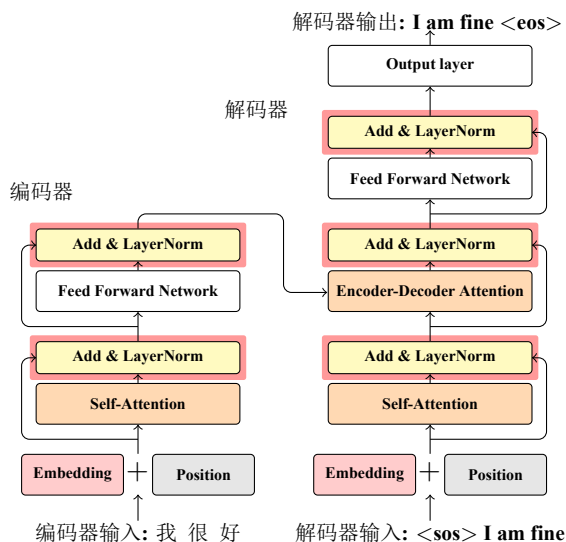 解码器输出: I am fine <eos>
Output layer
解码器
Add & LayerNorm
Feed Forward Network
编码器
Add & LayerNorm
Add & LayerNorm
Feed Forward Network
Encoder-Decoder Attention
Add & LayerNorm
Add & LayerNorm
Self-Attention
Self-Attention
Embedding + Position
Embedding + Position
编码器输入: 我 很 好
解码器输入: <sos> I am fine